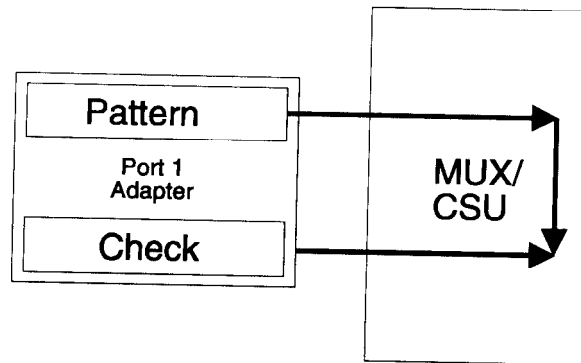 Pattern
Port 1
Adapter
Check
MUX/
CSU